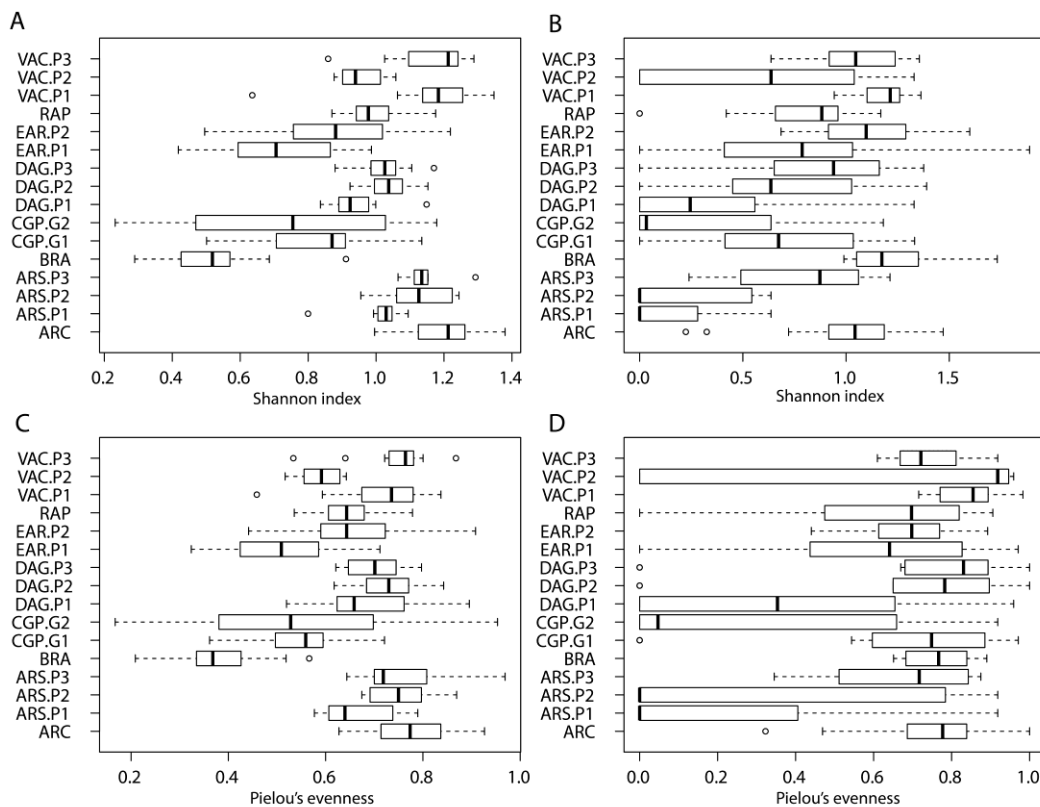 A
VAC.P3
VAC.P2
VAC.P1
RAP
EAR.P2
EAR.P1
DAG.P3
DAG.P2
DAG.P1
CGP.G2
CGP.G1
BRA
ARS.P3
ARS.P2
ARS.P1
ARC
0.2 0.4 0.6 0.8 1.0 1.2 1.4
Shannon index
B
VAC.P3
VAC.P2
VAC.P1
RAP
EAR.P2
EAR.P1
DAG.P3
DAG.P2
DAG.P1
CGP.G2
CGP.G1
BRA
ARS.P3
ARS.P2
ARS.P1
ARC
0.0 0.5 1.0 1.5
Shannon index
C
VAC.P3
VAC.P2
VAC.P1
RAP
EAR.P2
EAR.P1
DAG.P3
DAG.P2
DAG.P1
CGP.G2
CGP.G1
BRA
ARS.P3
ARS.P2
ARS.P1
ARC
0.2 0.4 0.6 0.8 1.0
Pielou's evenness
D
VAC.P3
VAC.P2
VAC.P1
RAP
EAR.P2
EAR.P1
DAG.P3
DAG.P2
DAG.P1
CGP.G2
CGP.G1
BRA
ARS.P3
ARS.P2
ARS.P1
ARC
0.0 0.2 0.4 0.6 0.8 1.0
Pielou's evenness